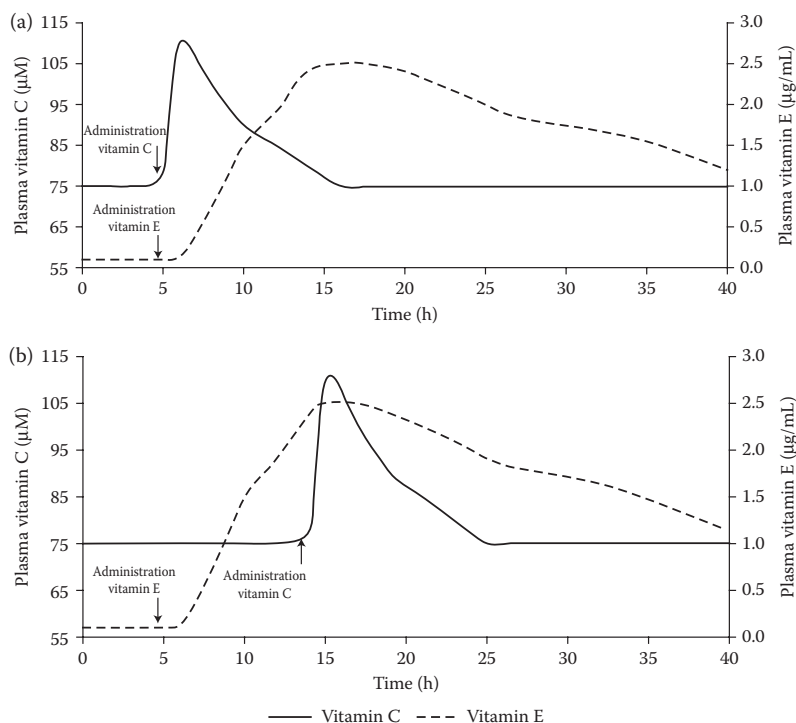 (a)
115
105
95
85
75
65
55
Plasma vitamin C (µM)
3.0
2.5
2.0
1.5
1.0
0.5
0.0
Plasma vitamin E (µg/mL)
Administration
vitamin C
Administration
vitamin E
0 5 10 15 20 25 30 35 40
Time (h)
(b)
115
105
95
85
75
65
55
Plasma vitamin C (µM)
3.0
2.5
2.0
1.5
1.0
0.5
0.0
Plasma vitamin E (µg/mL)
Administration
vitamin E
Administration
vitamin C
0 5 10 15 20 25 30 35 40
Time (h)
Vitamin C Vitamin E